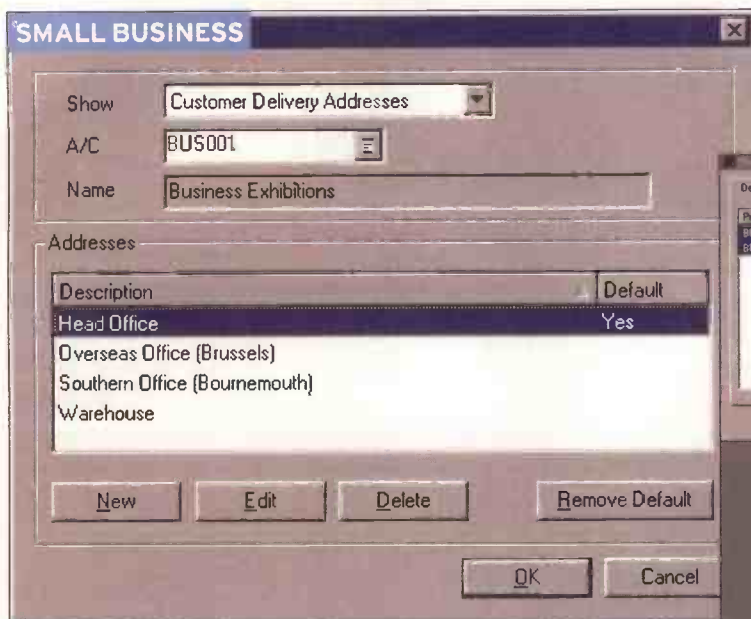 SMALL BUSINESS
Show Customer Delivery Addresses
A/C BUS001
Name Business Exhibitions
Addresses
Description Default
Head Office Yes
Overseas Office (Brussels)
Southern Office (Bournemouth)
Warehouse
New Edit Delete Remove Default
OK Cancel